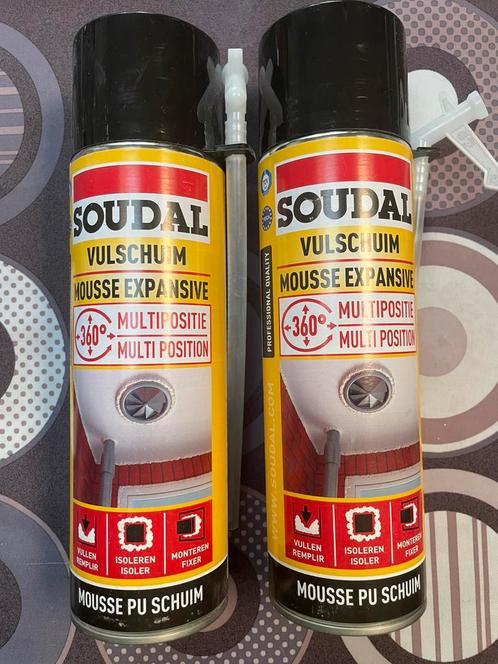 SOUDAL
VULSCHUIM
MOUSSE EXPANSIVE
360°
MULTIPOSITIE
MULTI POSITION
VULLEN
REMPLIR
ISOLEREN
ISOLER
MONTEREN
FIXER
MOUSSE PU SCHUIM
SOUDAL
VULSCHUIM
MOUSSE EXPANSIVE
360°
MULTIPOSITIE
MULTI POSITION
PROFESSIONAL QUALITY
WWW.SOUDAL.COM
VULLEN
REMPLIR
ISOLEREN
ISOLER
MONTEREN
FIXER
MOUSSE PU SCHUIM